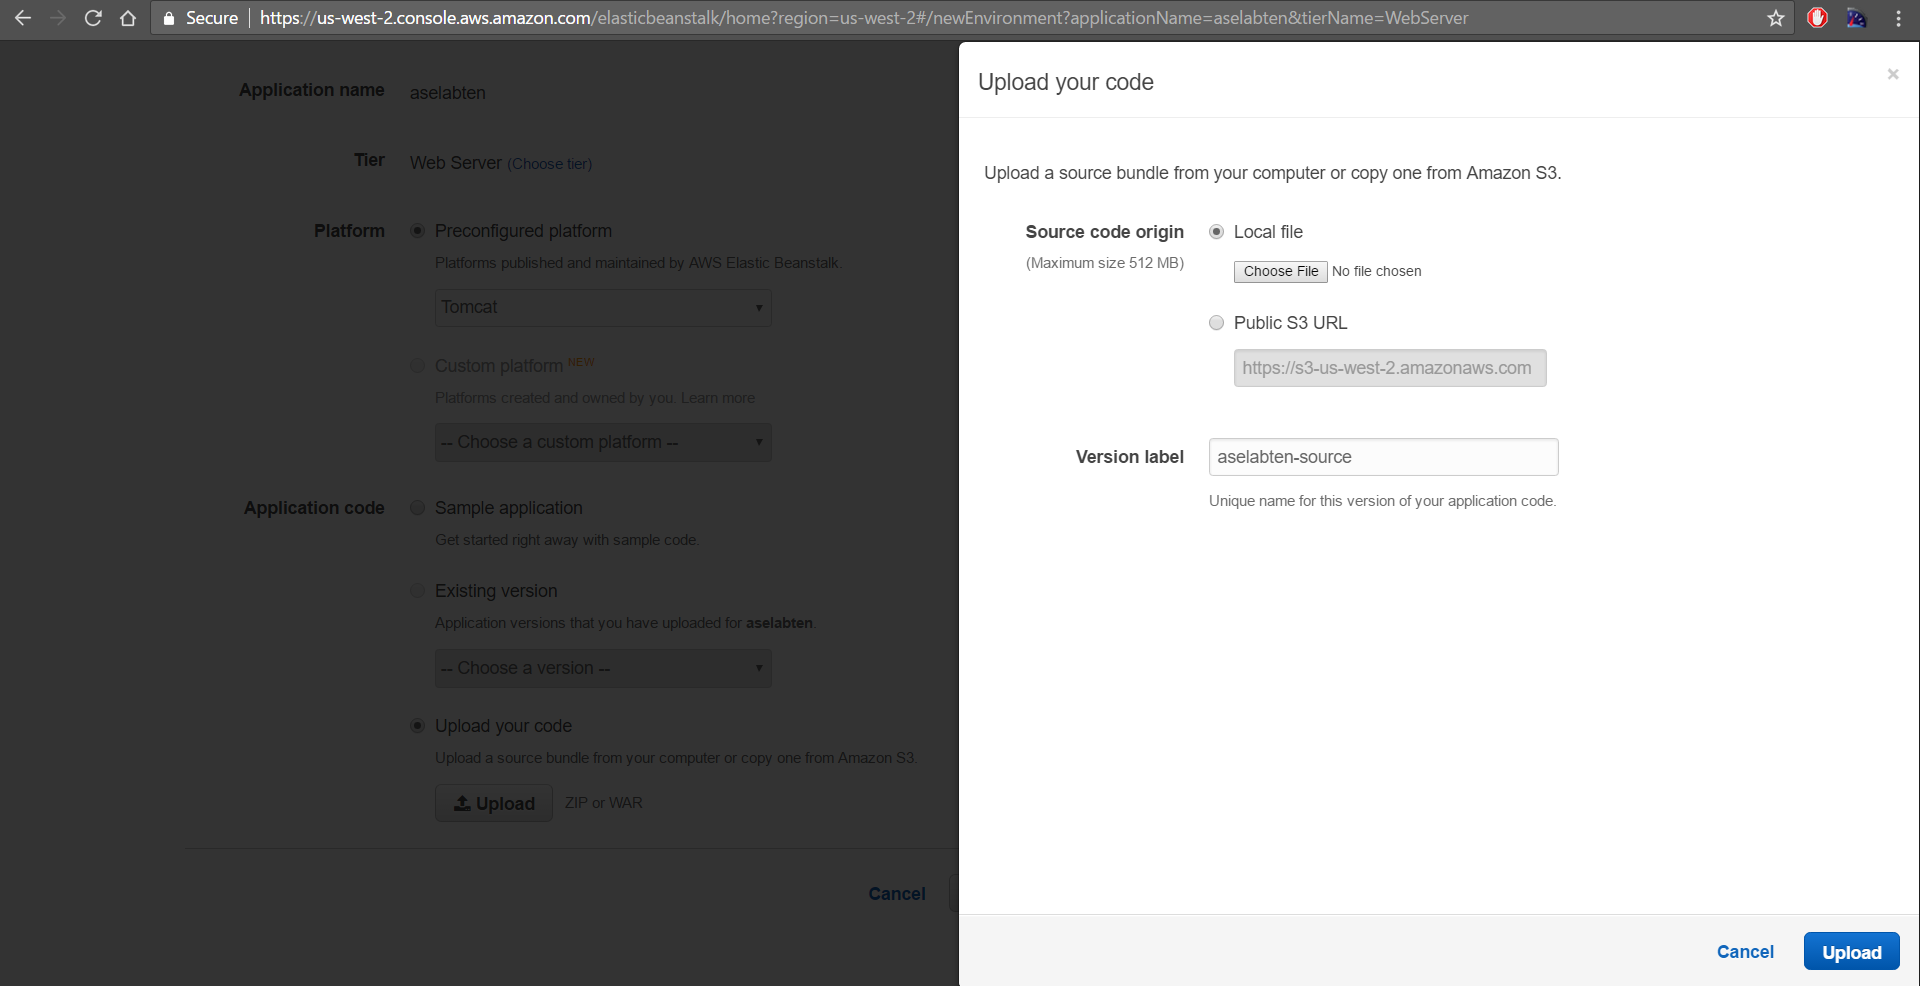 Secure https://us-west-2.console.aws.amazon.com/elasticbeanstalk/home?region=us-west-2#/newEnvironment?applicationName=aselabten&tierName=WebServer
Application name aselabten
Tier Web Server (Choose tier)
Platform Preconfigured platform
Platforms published and maintained by AWS Elastic Beanstalk.
Tomcat
Custom platform NEW
Platforms created and owned by you. Learn more
-- Choose a custom platform --
Application code Sample application
Get started right away with sample code.
Existing version
Application versions that you have uploaded for aselabten.
-- Choose a version --
Upload your code
Upload a source bundle from your computer or copy one from Amazon S3.
Upload ZIP or WAR
Cancel
Upload your code
×
Upload a source bundle from your computer or copy one from Amazon S3.
Source code origin Local file
(Maximum size 512 MB)
Choose File No file chosen
Public S3 URL
https://s3-us-west-2.amazonaws.com
Version label aselabten-source
Unique name for this version of your application code.
Cancel Upload